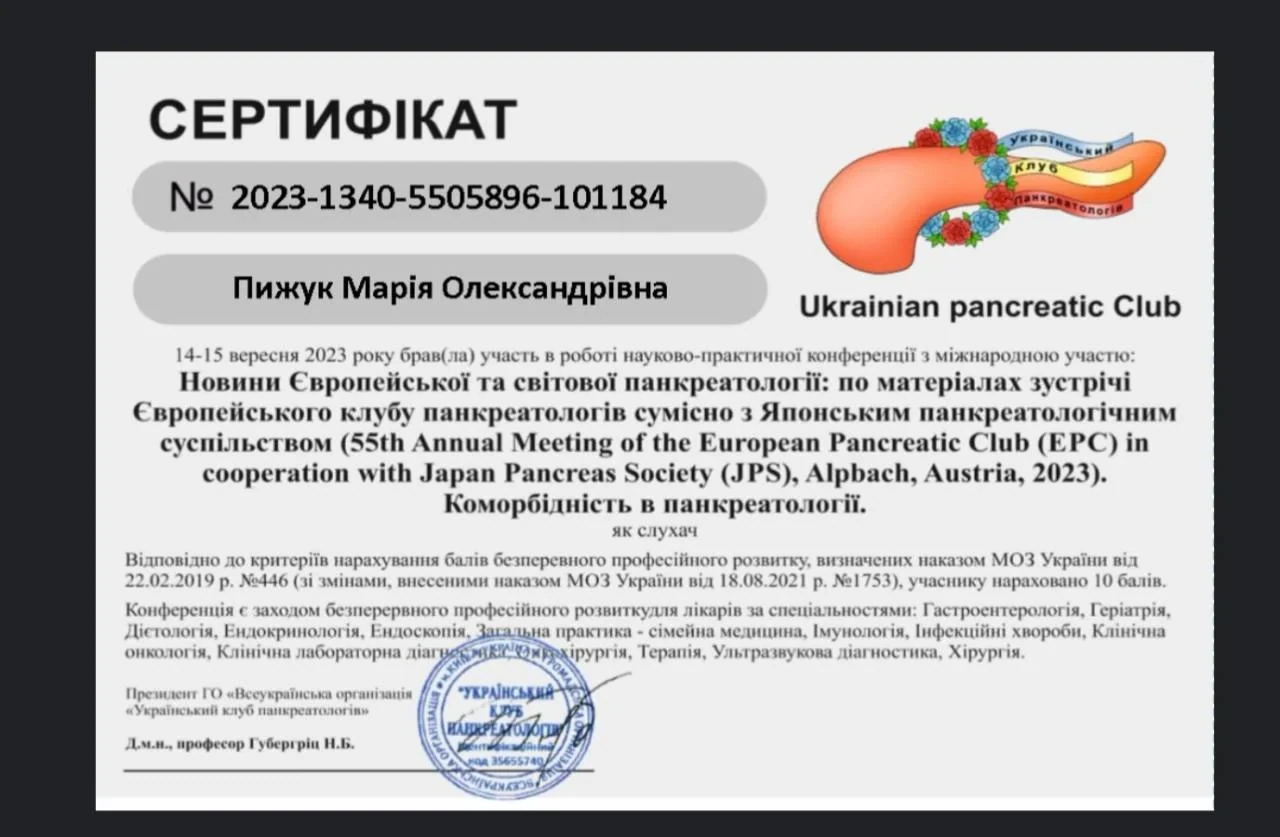 СЕРТИФІКАТ
№ 2023-1340-5505896-101184
Пижук Марія Олександрівна
Український
Клуб
Панкреатологів
Ukrainian pancreatic Club
14-15 вересня 2023 року брав(ла) участь в роботі науково-практичної конференції з міжнародною участю:
Новини Європейської та світової панкреатології: по матеріалах зустрічі
Європейського клубу панкреатологів сумісно з Японським панкреатологічним
суспільством (55th Annual Meeting of the European Pancreatic Club (EPC) in
cooperation with Japan Pancreas Society (JPS), Alpbach, Austria, 2023).
Коморбідність в панкреатології.
як слухач
Відповідно до критеріїв нарахування балів безперевного професійного розвитку, визначених наказом МОЗ України від
22.02.2019 р. №446 (зі змінами, внесеними наказом МОЗ України від 18.08.2021 р. №1753), учаснику нараховано 10 балів.
Конференція є заходом безперервного професійного розвиткудля лікарів за спеціальностями: Гастроентерологія, Геріатрія,
Дієтологія, Ендокринологія, Ендоскопія, Загальна практика - сімейна медицина, Імунологія, Інфекційні хвороби, Клінічна
онкологія, Клінічна лабораторна діагностика, Онкохірургія, Терапія, Ультразвукова діагностика, Хірургія.
Президент ГО «Всеукраїнська організація
«Український клуб панкреатологів»
Д.м.н., професор Губергріц Н.Б.
"УКРАЇНСЬКИЙ
КЛУБ
ПАНКРЕАТОЛОГІВ"
Ідентифікаційний
код 35655740